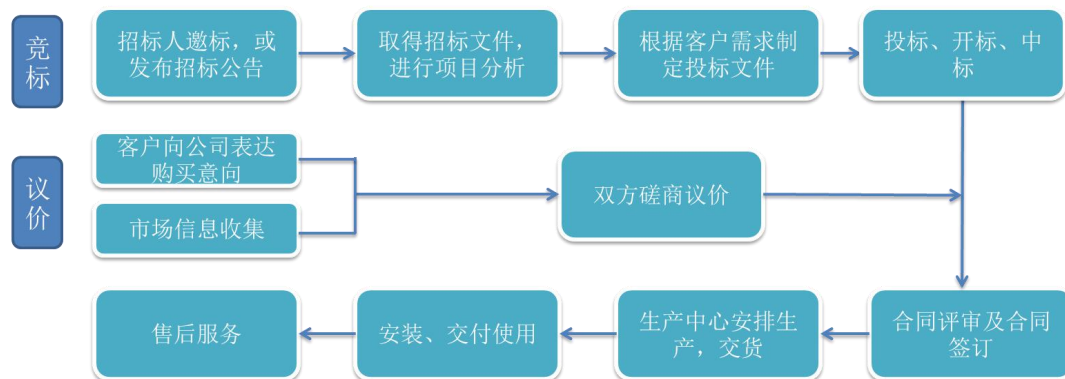 竞标
招标人邀标，或
发布招标公告
取得招标文件，
进行项目分析
根据客户需求制
定投标文件
投标、开标、中
标
议价
客户向公司表达
购买意向
市场信息收集
双方磋商议价
售后服务
安装、交付使用
生产中心安排生
产，交货
合同评审及合同
签订